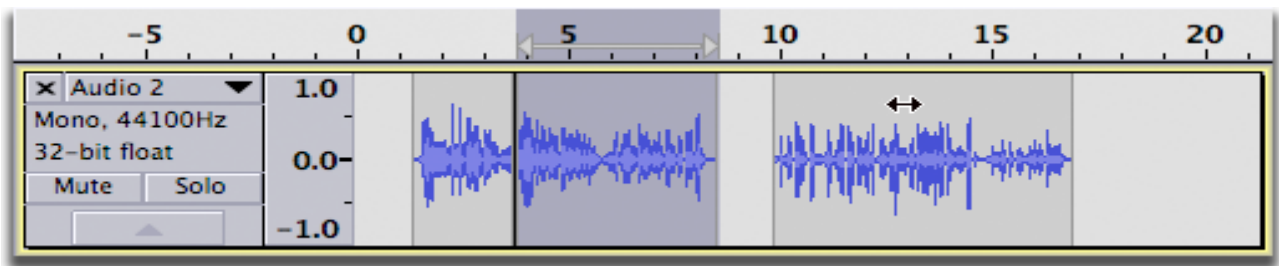 -5 0 5 10 15 20
× Audio 2 1.0
Mono, 44100Hz
32-bit float 0.0-
Mute Solo
-1.0